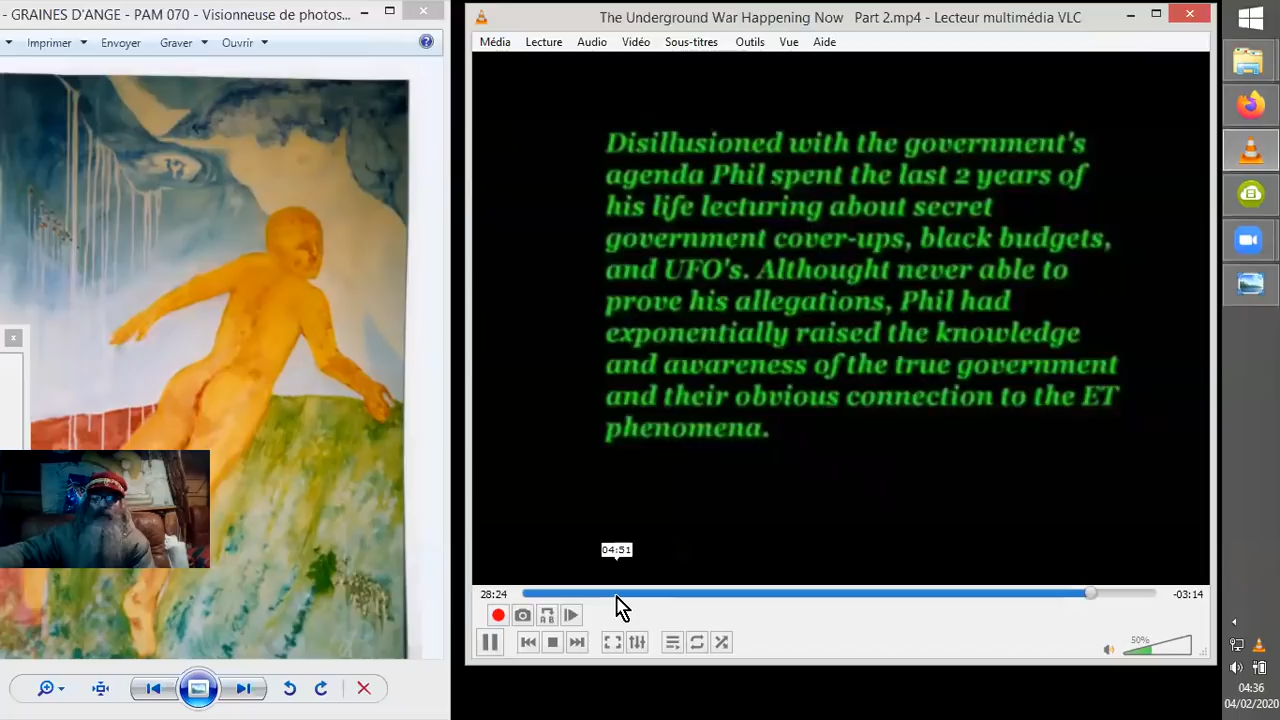 - GRAINES D'ANGE - PAM 070 - Visionneuse de photos...
Imprimer Envoyer Graver Ouvrir
The Underground War Happening Now Part 2.mp4 - Lecteur multimédia VLC
Média Lecture Audio Vidéo Sous-titres Outils Vue Aide
Disillusioned with the government's
agenda Phil spent the last 2 years of
his life lecturing about secret
government cover-ups, black budgets,
and UFO's. Althought never able to
prove his allegations, Phil had
exponentially raised the knowledge
and awareness of the true government
and their obvious connection to the ET
phenomena.
04:51
28:24 -03:14
50%
04:36
04/02/2020